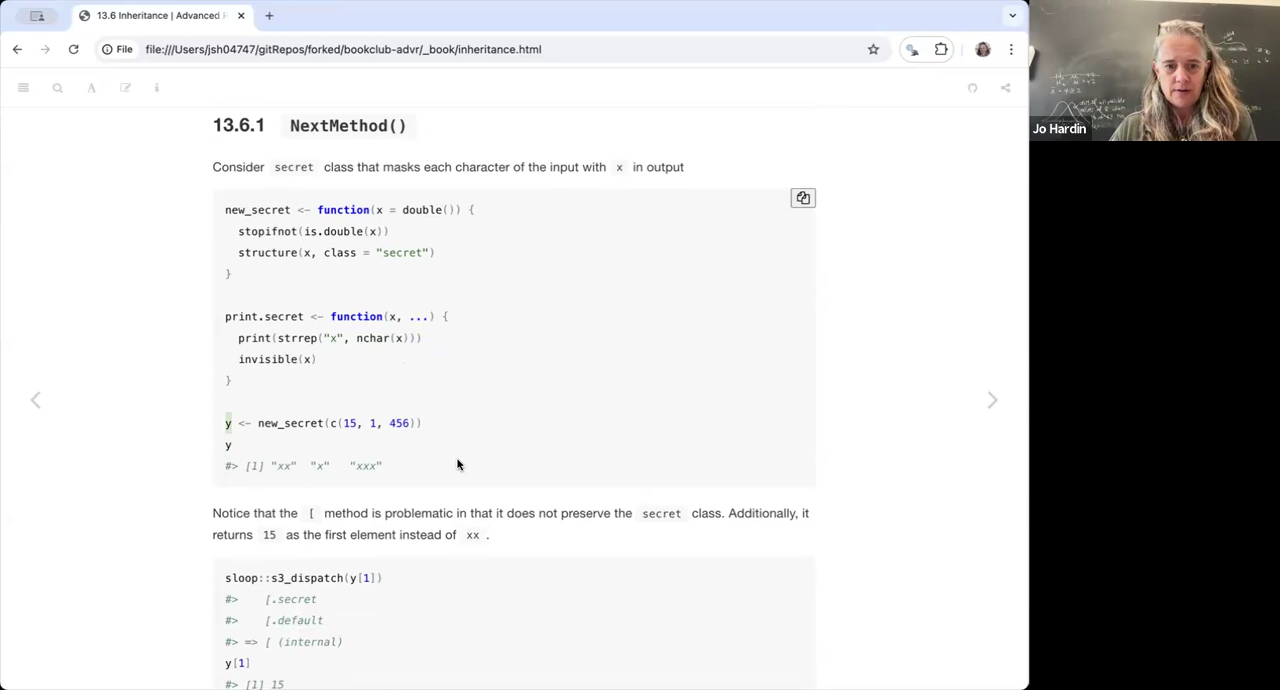 13.6 Inheritance | Advanced R
File
file:///Users/jsh04747/gitRepos/forked/bookclub-advr/_book/inheritance.html
13.6.1 NextMethod()
Consider secret class that masks each character of the input with x in output
new_secret <- function(x = double()) {
stopifnot(is.double(x))
structure(x, class = "secret")
}
print.secret <- function(x, ...) {
print(strrep("x", nchar(x)))
invisible(x)
}
y <- new_secret(c(15, 1, 456))
y
#> [1] "xx" "x" "xxx"
Notice that the [ method is problematic in that it does not preserve the secret class. Additionally, it
returns 15 as the first element instead of xx .
sloop::s3_dispatch(y[1])
#> [.secret
#> [.default
#> => [ (internal)
y[1]
#> [1] 15
Jo Hardin